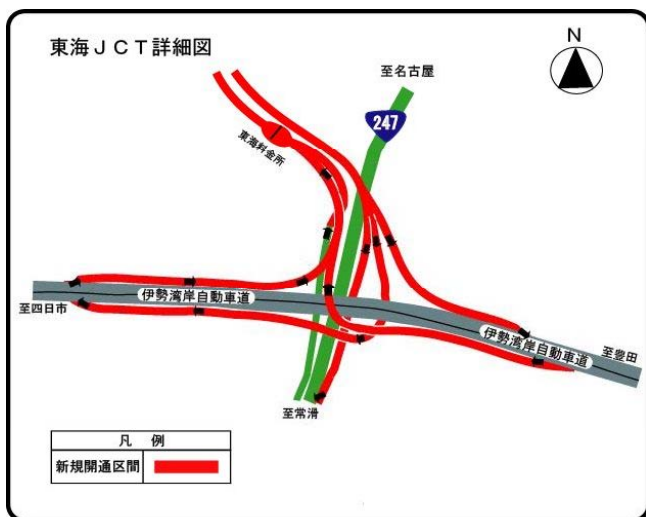 東海JCT詳細図
N
至名古屋
247
東海料金所
伊勢湾岸自動車道
至四日市
伊勢湾岸自動車道
至豊田
至常滑
凡 例
新規開通区間